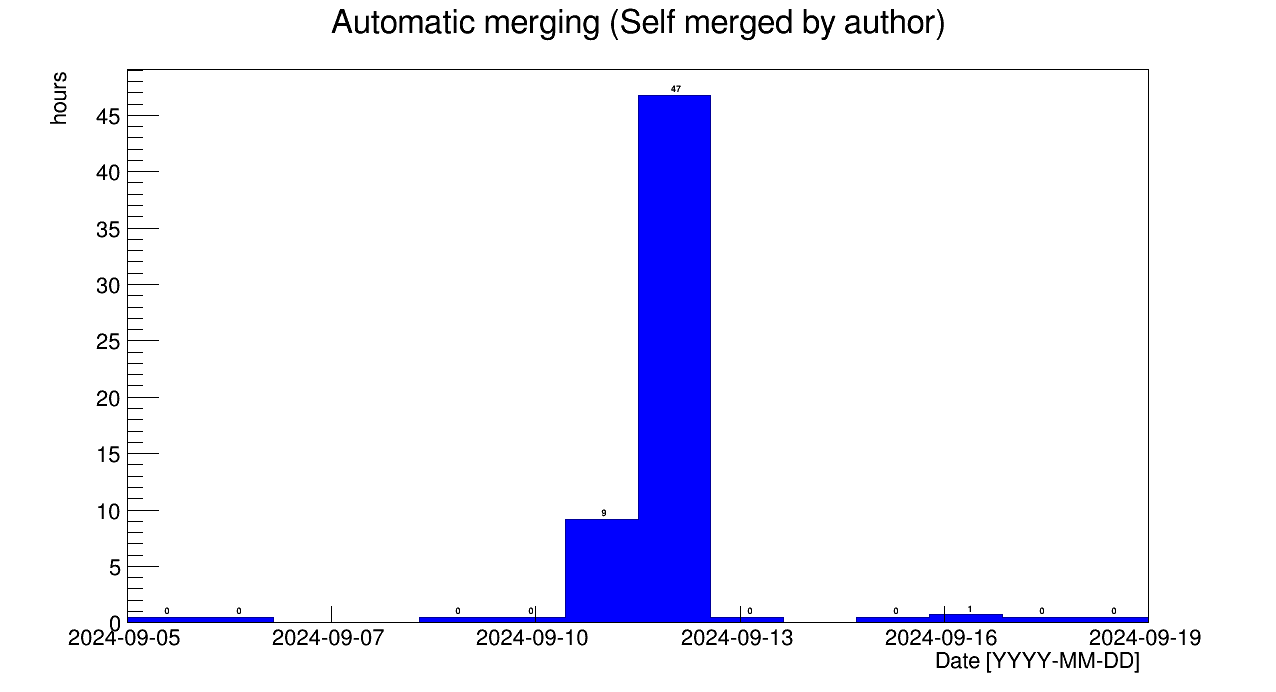 Automatic merging (Self merged by author)
hours
45
40
35
30
25
20
15
10
5
0
47
9
0 0 0 0 0 0 1 0 0
2024-09-05 2024-09-07 2024-09-10 2024-09-13 2024-09-16 2024-09-19
Date [YYYY-MM-DD]